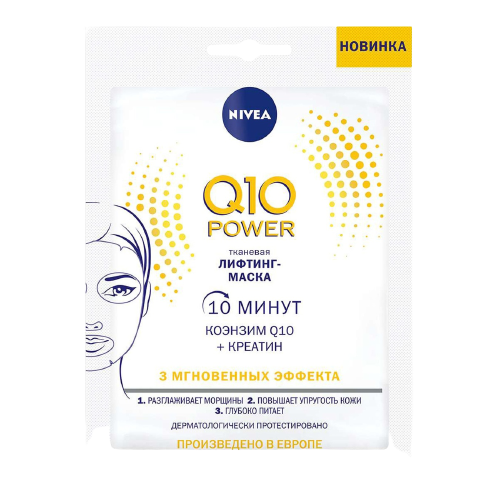 НОВИНКА
NIVEA
Q10
POWER
тканевая
ЛИФТИНГ-
МАСКА
10 МИНУТ
КОЭНЗИМ Q10
+ КРЕАТИН
3 МГНОВЕННЫХ ЭФФЕКТА
1. РАЗГЛАЖИВАЕТ МОРЩИНЫ 2. ПОВЫШАЕТ УПРУГОСТЬ КОЖИ
3. ГЛУБОКО ПИТАЕТ
ДЕРМАТОЛОГИЧЕСКИ ПРОТЕСТИРОВАНО
ПРОИЗВЕДЕНО В ЕВРОПЕ